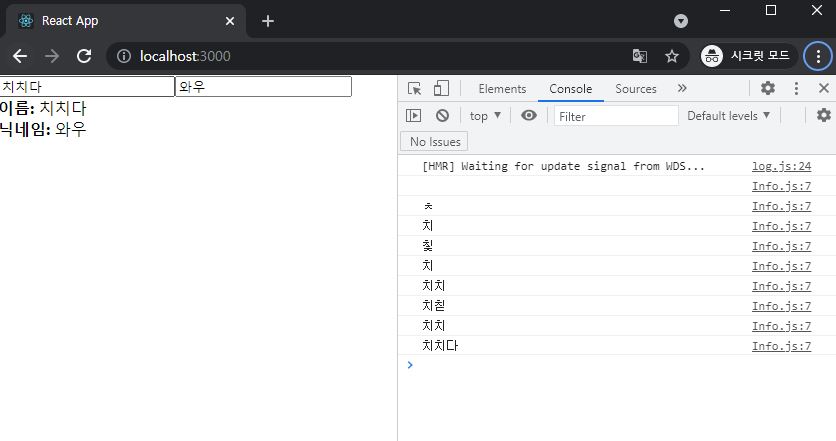 React App
localhost:3000
시크릿 모드
치치다 와우
이름: 치치다
닉네임: 와우
Elements Console Sources
top Filter Default levels
No Issues
[HMR] Waiting for update signal from WDS... log.js:24
Info.js:7
ㅊ Info.js:7
치 Info.js:7
칯 Info.js:7
치 Info.js:7
치치 Info.js:7
치칟 Info.js:7
치치 Info.js:7
치치다 Info.js:7